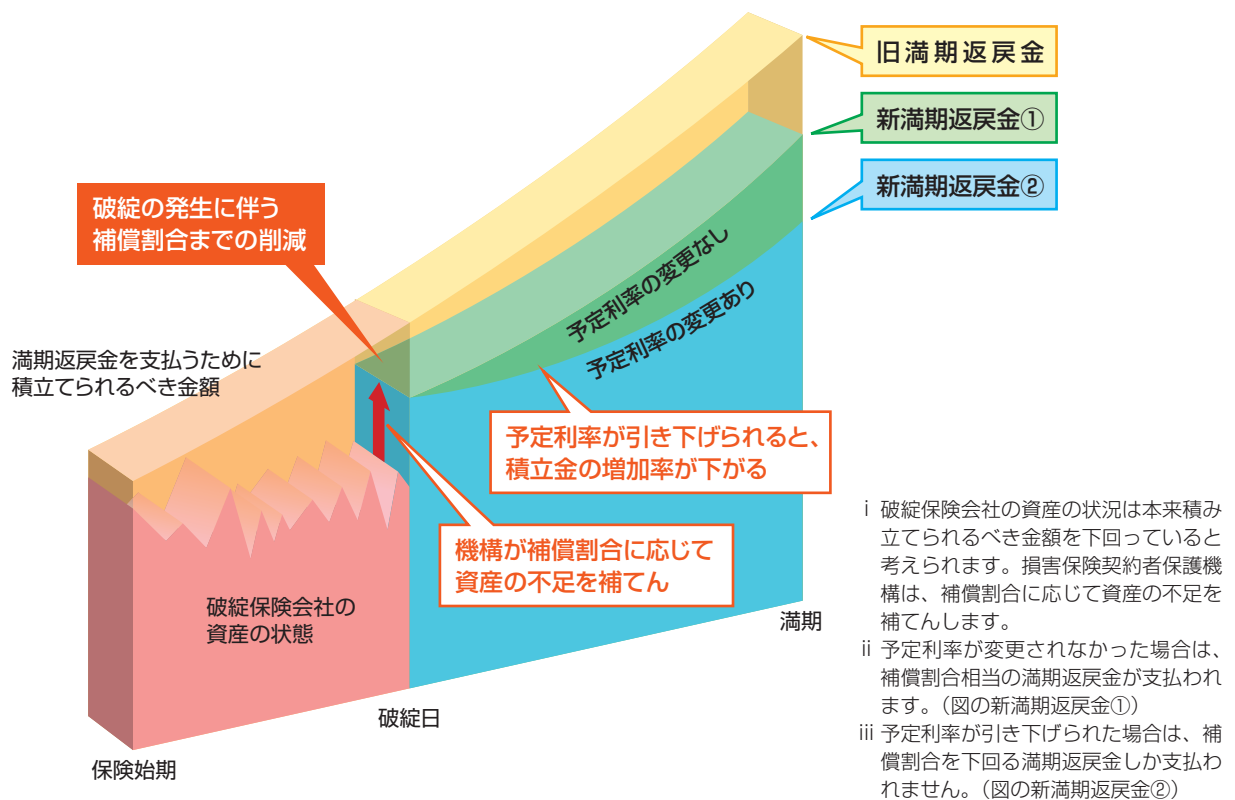 旧満期返戻金
新満期返戻金①
新満期返戻金②
破綻の発生に伴う
補償割合までの削減
予定利率の変更なし
予定利率の変更あり
満期返戻金を支払うために
積立てられるべき金額
予定利率が引き下げられると、
積立金の増加率が下がる
機構が補償割合に応じて
資産の不足を補てん
破綻保険会社の
資産の状態
満期
破綻日
保険始期
ⅰ 破綻保険会社の資産の状況は本来積み
立てられるべき金額を下回っていると
考えられます。損害保険契約者保護機
構は、補償割合に応じて資産の不足を
補てんします。
ⅱ 予定利率が変更されなかった場合は、
補償割合相当の満期返戻金が支払われ
ます。（図の新満期返戻金①）
ⅲ 予定利率が引き下げられた場合は、補
償割合を下回る満期返戻金しか支払わ
れません。（図の新満期返戻金②）